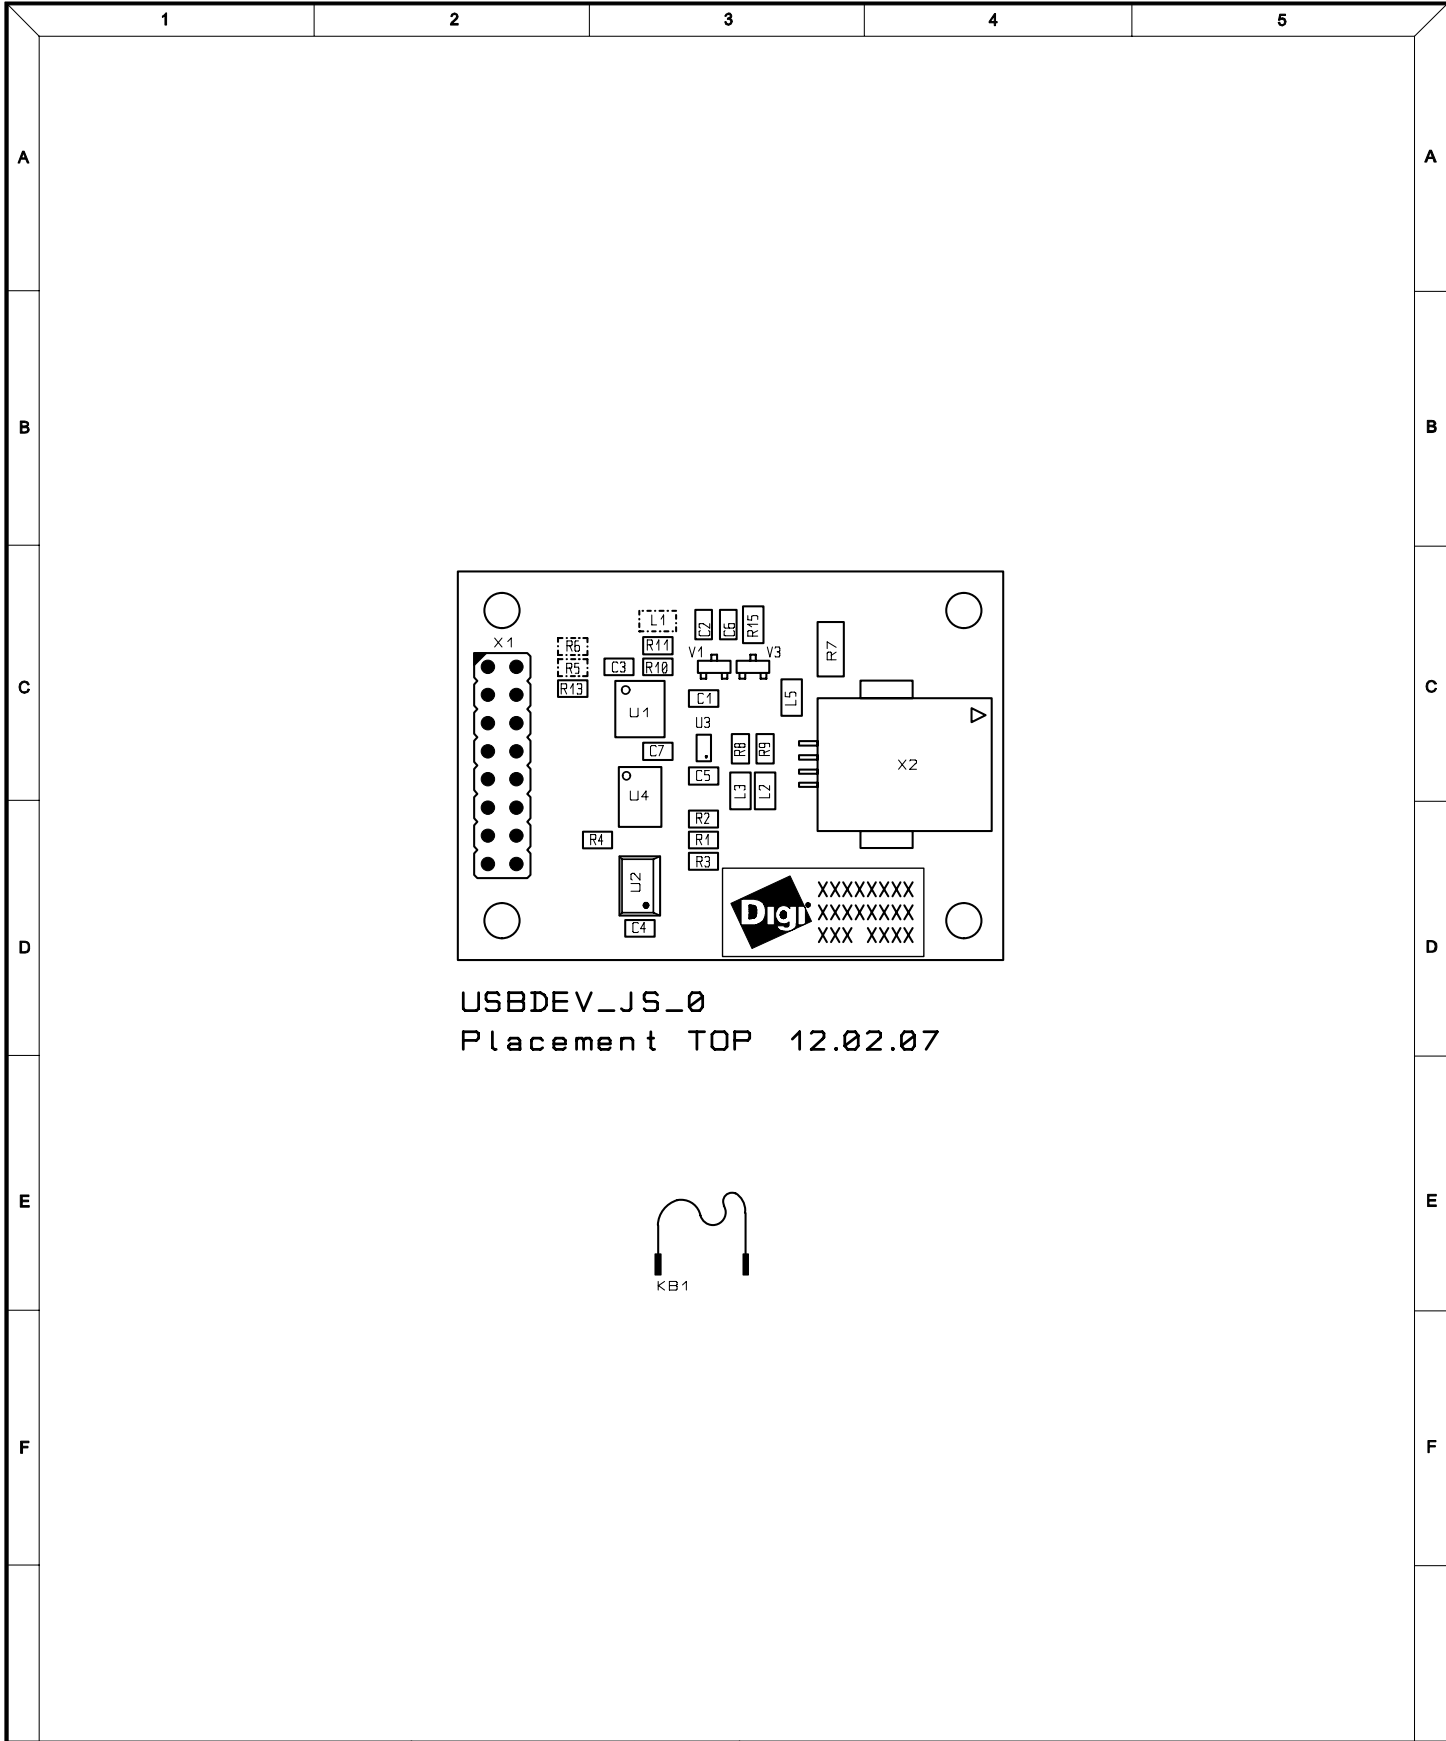 1 2 3 4 5
A A
B B
C C
D D
E E
F F
L1
C2
C6
R15
X1
R6
R11
R7
V1
V3
R5
C3
R10
R13
C1
L5
U1
U3
C7
R8
R9
X2
C5
U4
L3
L2
R2
R4
R1
R3
U2
Digi
XXXXXXXX
XXXXXXXX
XXX XXXX
C4
USBDEV_JS_0
Placement TOP 12.02.07
KB1